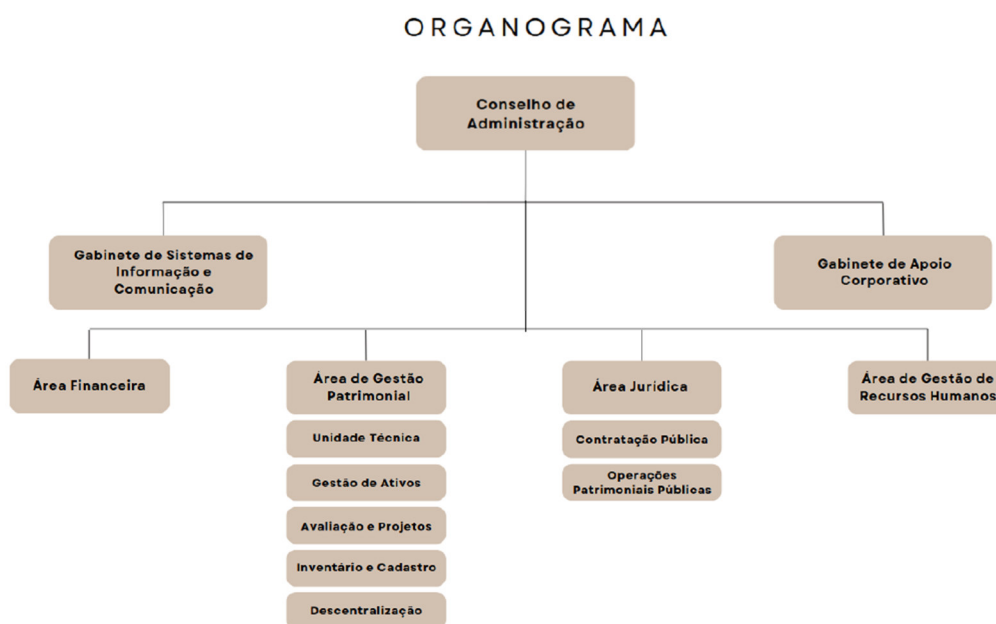 ORGANOGRAMA
Conselho de
Administração
Gabinete de Sistemas de
Informação e
Comunicação
Gabinete de Apoio
Corporativo
Área Financeira
Área de Gestão
Patrimonial
Área Jurídica
Área de Gestão de
Recursos Humanos
Unidade Técnica
Gestão de Ativos
Avaliação e Projetos
Inventário e Cadastro
Descentralização
Contratação Pública
Operações
Patrimoniais Públicas